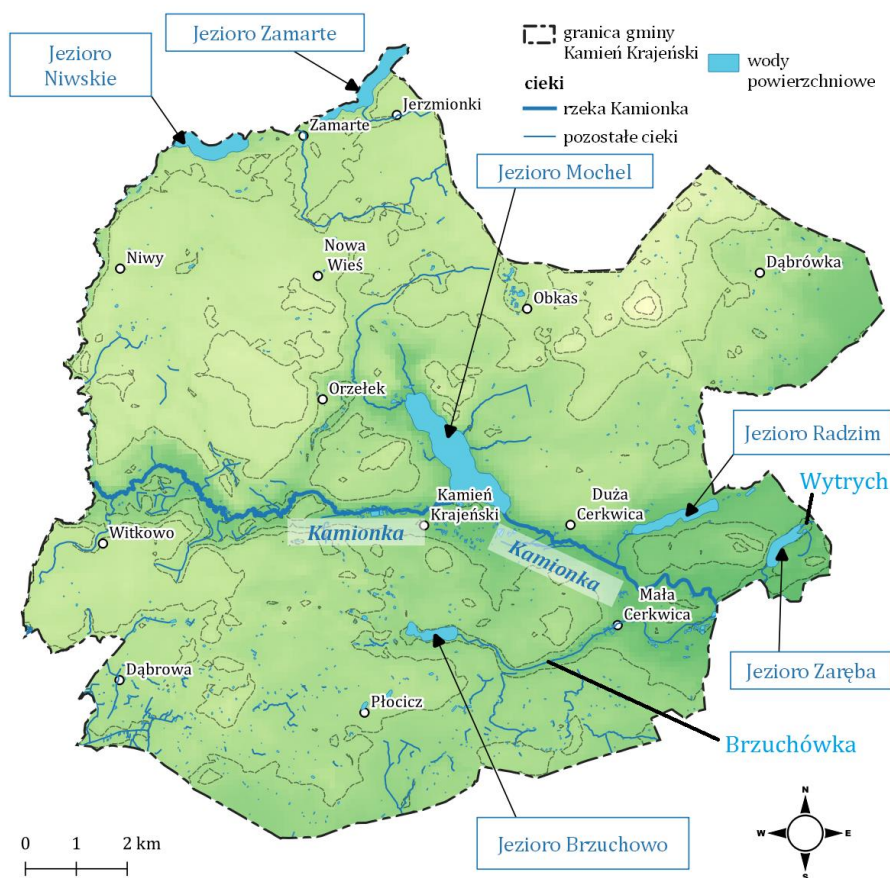 Jezioro Zamarte
Jezioro
Niwskie
granica gminy
Kamień Krajeński
wody
powierzchniowe
cieki
rzeka Kamionka
pozostałe cieki
Jerzmionki
Zamarte
Jezioro Mochel
Nowa
Wieś
Niwy
Dąbrówka
Obkas
Orzełek
Jezioro Radzim
Wytrych
Kamień
Krajeński
Duża
Cerkwica
Kamionka
Witkowo
Kamionka
Mała
Cerkwica
Jezioro Zaręba
Dąbrowa
Płocicz
Brzuchówka
Jezioro Brzuchowo
0 1 2 km
N
W E
S